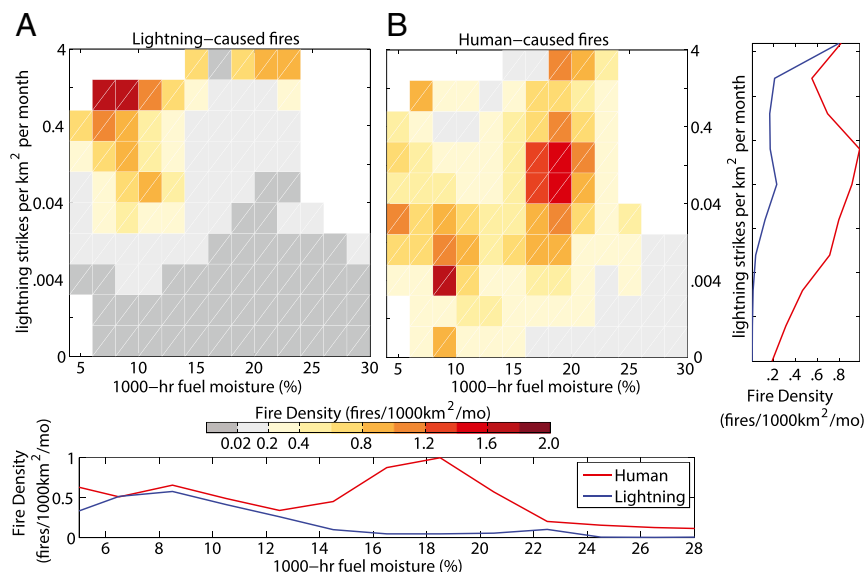 A
B
Lightning−caused fires
Human−caused fires
lightning strikes per km² per month
4
0.4
0.04
.004
0
5
10
15
20
25
30
1000−hr fuel moisture (%)
4
0.4
0.04
.004
0
5
10
15
20
25
30
1000−hr fuel moisture (%)
lightning strikes per km² per month
.2 .4 .6 .8
Fire Density
(fires/1000km²/mo)
Fire Density (fires/1000km²/mo)
0.02 0.2 0.4 0.8 1.2 1.6 2.0
Fire Density
(fires/1000km²/mo)
1
0.5
0
Human
Lightning
6 8 10 12 14 16 18 20 22 24 26 28
1000−hr fuel moisture (%)